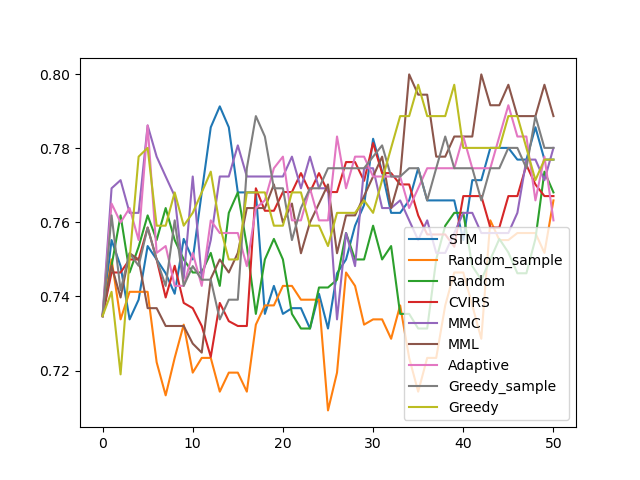 0.80
0.78
0.76
0.74
0.72
0 10 20 30 40 50
STM
Random_sample
Random
CVIRS
MMC
MML
Adaptive
Greedy_sample
Greedy